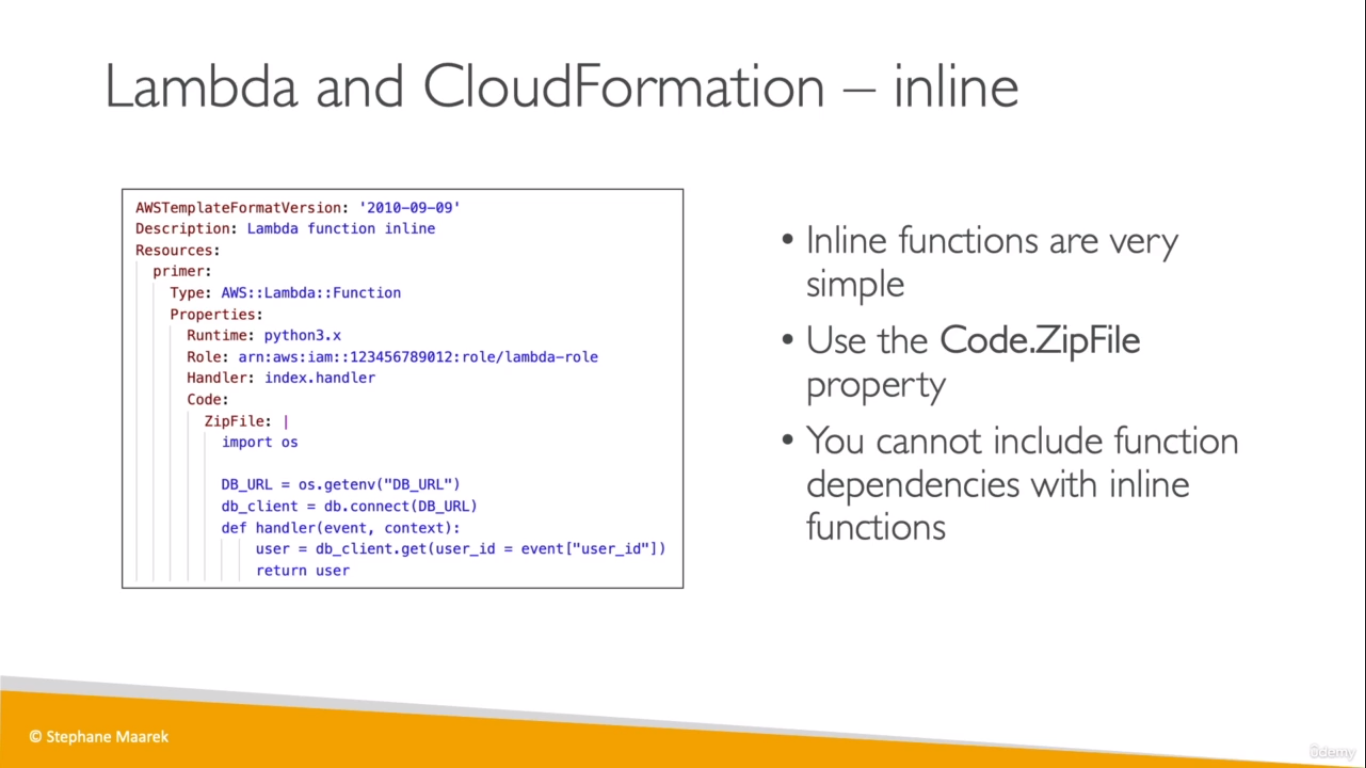 Lambda and CloudFormation – inline
AWSTemplateFormatVersion: '2010-09-09'
Description: Lambda function inline
Resources:
  primer:
    Type: AWS::Lambda::Function
    Properties:
      Runtime: python3.x
      Role: arn:aws:iam::123456789012:role/lambda-role
      Handler: index.handler
      Code:
        ZipFile: |
          import os

          DB_URL = os.getenv("DB_URL")
          db_client = db.connect(DB_URL)
          def handler(event, context):
              user = db_client.get(user_id = event["user_id"])
              return user
• Inline functions are very
simple
• Use the Code.ZipFile
property
• You cannot include function
dependencies with inline
functions
© Stephane Maarek
ûdemy